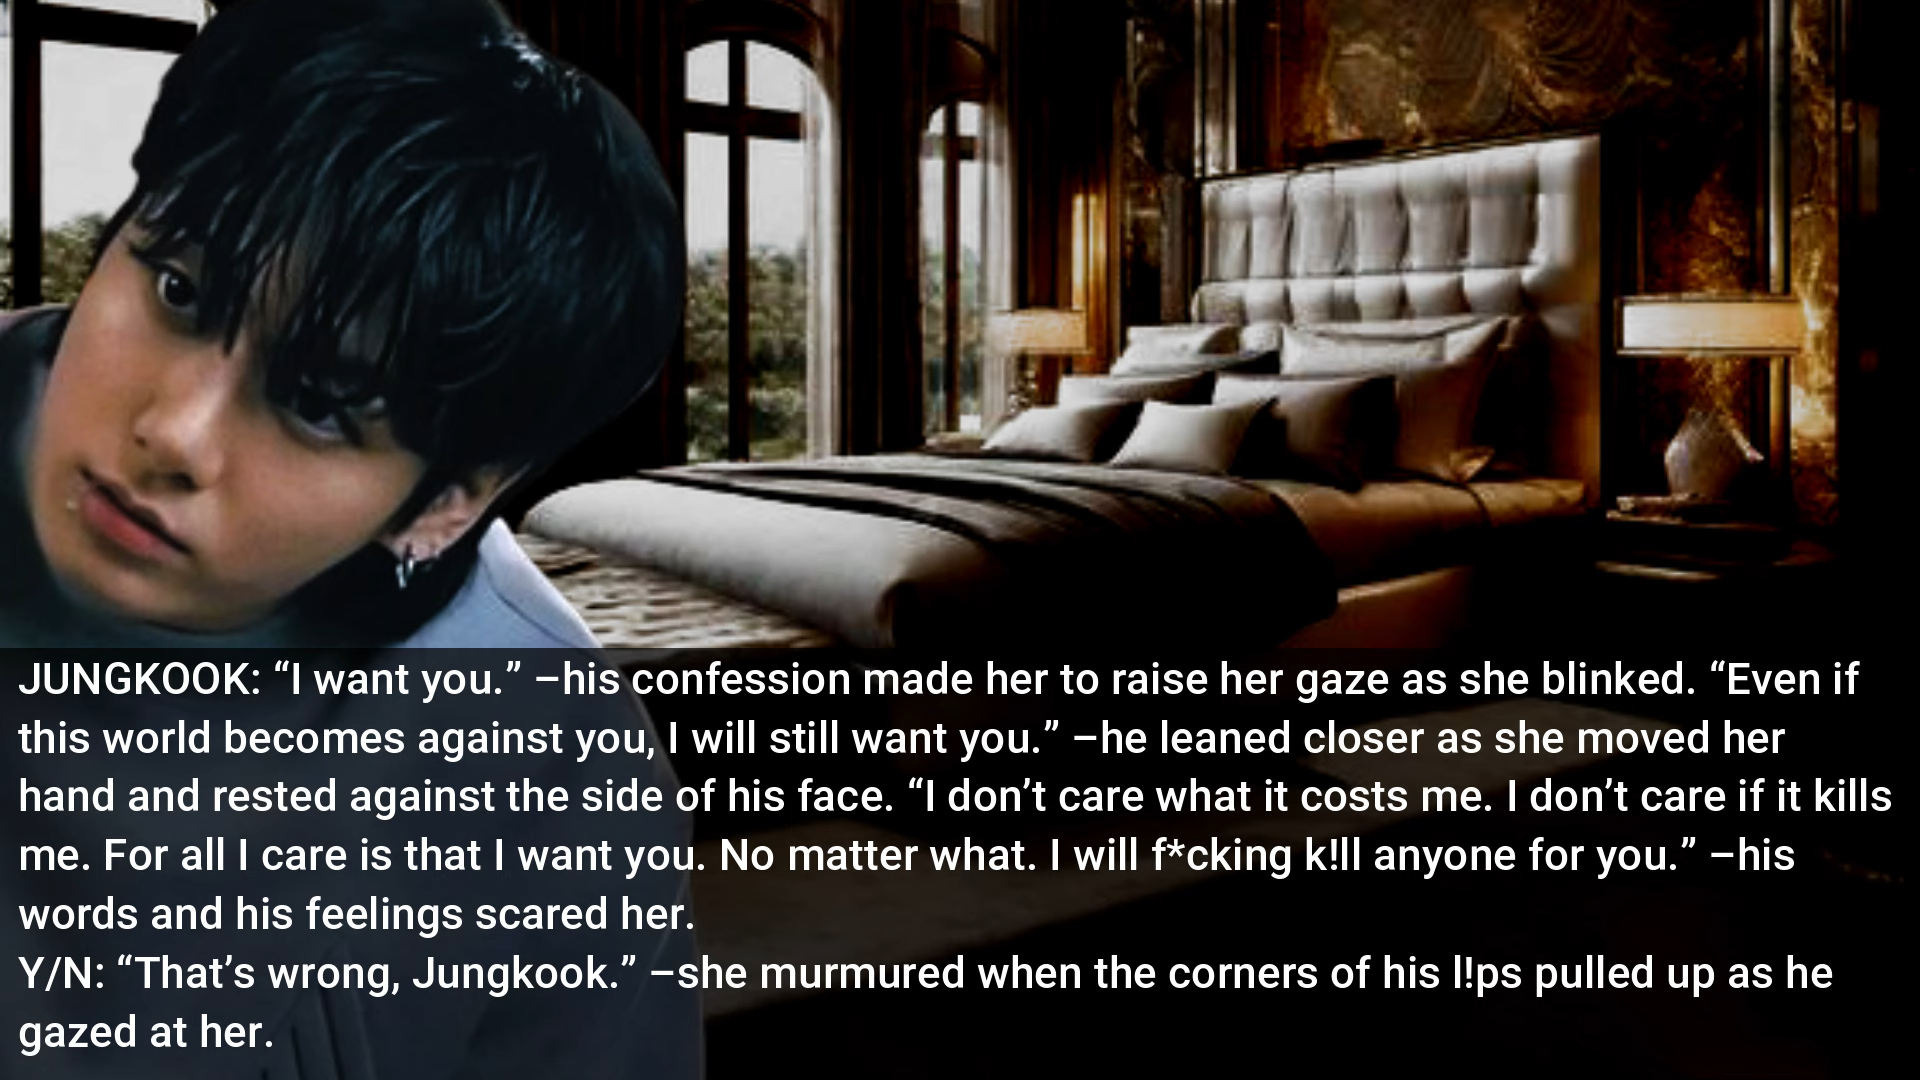 JUNGKOOK: “I want you.” –his confession made her to raise her gaze as she blinked. “Even if
this world becomes against you, I will still want you.” –he leaned closer as she moved her
hand and rested against the side of his face. “I don’t care what it costs me. I don’t care if it kills
me. For all I care is that I want you. No matter what. I will f*cking k!ll anyone for you.” –his
words and his feelings scared her.
Y/N: “That’s wrong, Jungkook.” –she murmured when the corners of his l!ps pulled up as he
gazed at her.